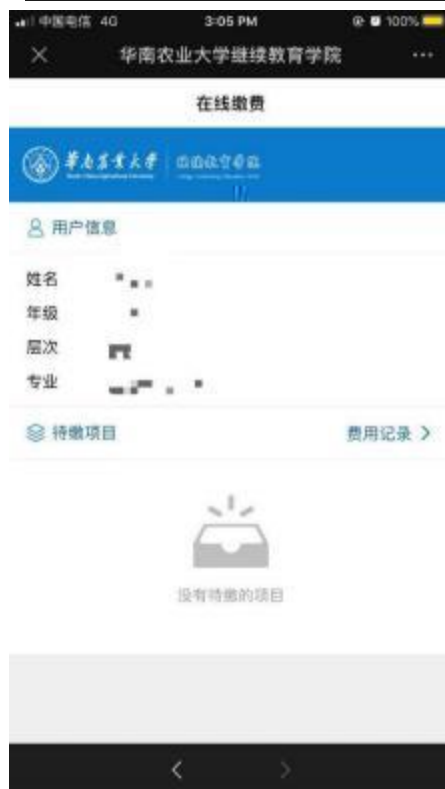 中国电信 4G 3:05 PM 100%
华南农业大学继续教育学院
在线缴费
华南农业大学
用户信息
姓名
年级
层次
专业
待缴项目 费用记录
没有待缴的项目